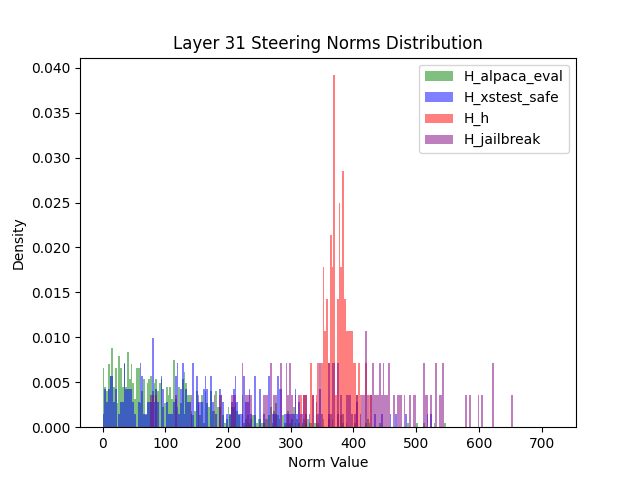 Layer 31 Steering Norms Distribution
H_alpaca_eval
H_xstest_safe
H_h
H_jailbreak
Density
0.040
0.035
0.030
0.025
0.020
0.015
0.010
0.005
0.000
0 100 200 300 400 500 600 700
Norm Value